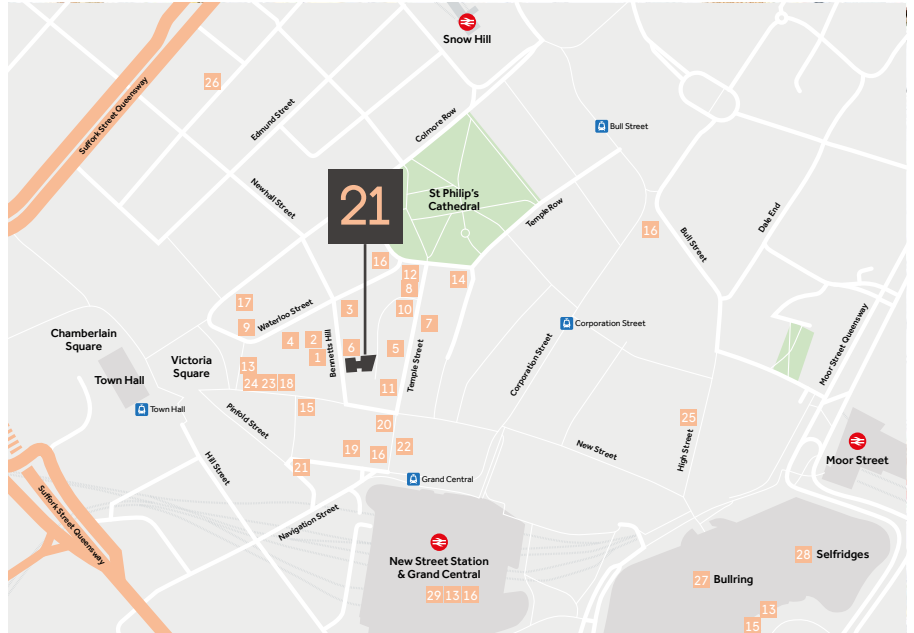 Snow Hill
26
Suffork Street Queensway
Edmund Street
Colmore Row
Bull Street
Newhall Street
21
St Philip's
Cathedral
Temple Row
Dale End
16
Bull Street
16
12
8
14
17
3
10
9
Waterloo Street
7
Corporation Street
Moor Street Queensway
Chamberlain
Square
4
2
1
Bennetts Hill
6
5
Temple Street
Corporation Street
Victoria
Square
13
24 23 18
11
Town Hall
Town Hall
15
Pinfold Street
20
25
19
16
22
New Street
High Street
Moor Street
Hill Street
21
Grand Central
Suffork Street Queensway
Navigation Street
New Street Station
& Grand Central
29 13 16
28
Selfridges
27
Bullring
13
15